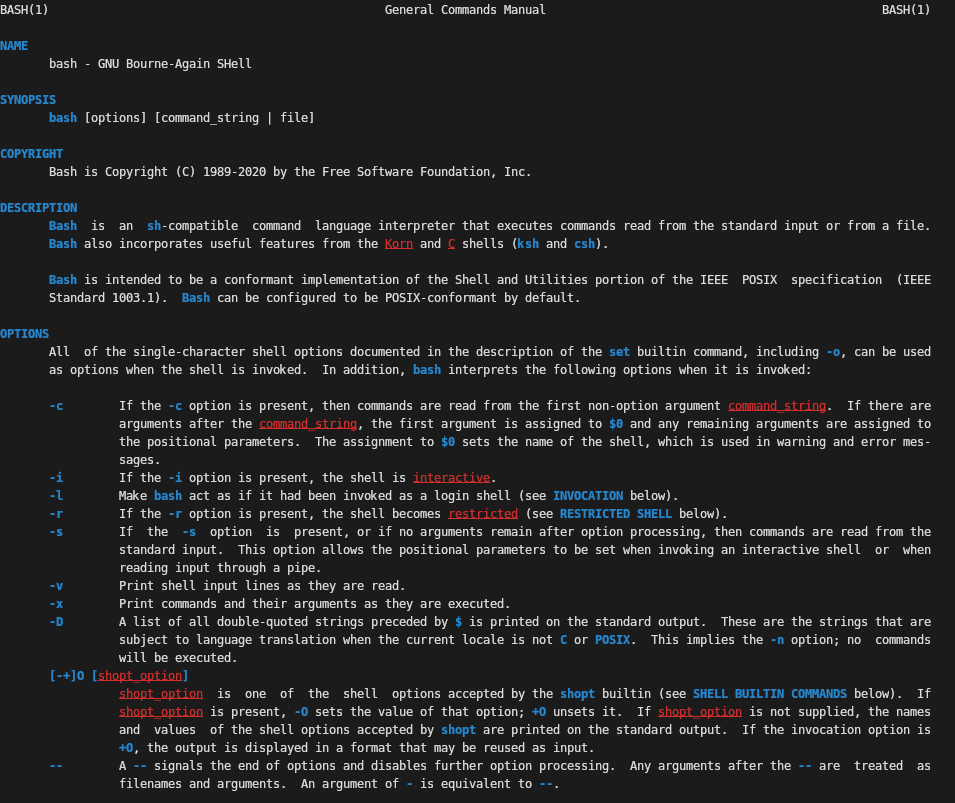 BASH(1) General Commands Manual BASH(1)
NAME
bash - GNU Bourne-Again SHell
SYNOPSIS
bash [options] [command_string | file]
COPYRIGHT
Bash is Copyright (C) 1989-2020 by the Free Software Foundation, Inc.
DESCRIPTION
Bash is an sh-compatible command language interpreter that executes commands read from the standard input or from a file.
Bash also incorporates useful features from the Korn and C shells (ksh and csh).
Bash is intended to be a conformant implementation of the Shell and Utilities portion of the IEEE POSIX specification (IEEE
Standard 1003.1). Bash can be configured to be POSIX-conformant by default.
OPTIONS
All of the single-character shell options documented in the description of the set builtin command, including -o, can be used
as options when the shell is invoked. In addition, bash interprets the following options when it is invoked:
-c If the -c option is present, then commands are read from the first non-option argument command_string. If there are
arguments after the command_string, the first argument is assigned to $0 and any remaining arguments are assigned to
the positional parameters. The assignment to $0 sets the name of the shell, which is used in warning and error mes-
sages.
-i If the -i option is present, the shell is interactive.
-l Make bash act as if it had been invoked as a login shell (see INVOCATION below).
-r If the -r option is present, the shell becomes restricted (see RESTRICTED SHELL below).
-s If the -s option is present, or if no arguments remain after option processing, then commands are read from the
standard input. This option allows the positional parameters to be set when invoking an interactive shell or when
reading input through a pipe.
-v Print shell input lines as they are read.
-x Print commands and their arguments as they are executed.
-D A list of all double-quoted strings preceded by $ is printed on the standard output. These are the strings that are
subject to language translation when the current locale is not C or POSIX. This implies the -n option; no commands
will be executed.
[-+]O [shopt_option]
shopt_option is one of the shell options accepted by the shopt builtin (see SHELL BUILTIN COMMANDS below). If
shopt_option is present, -O sets the value of that option; +O unsets it. If shopt_option is not supplied, the names
and values of the shell options accepted by shopt are printed on the standard output. If the invocation option is
+O, the output is displayed in a format that may be reused as input.
-- A -- signals the end of options and disables further option processing. Any arguments after the -- are treated as
filenames and arguments. An argument of - is equivalent to --.